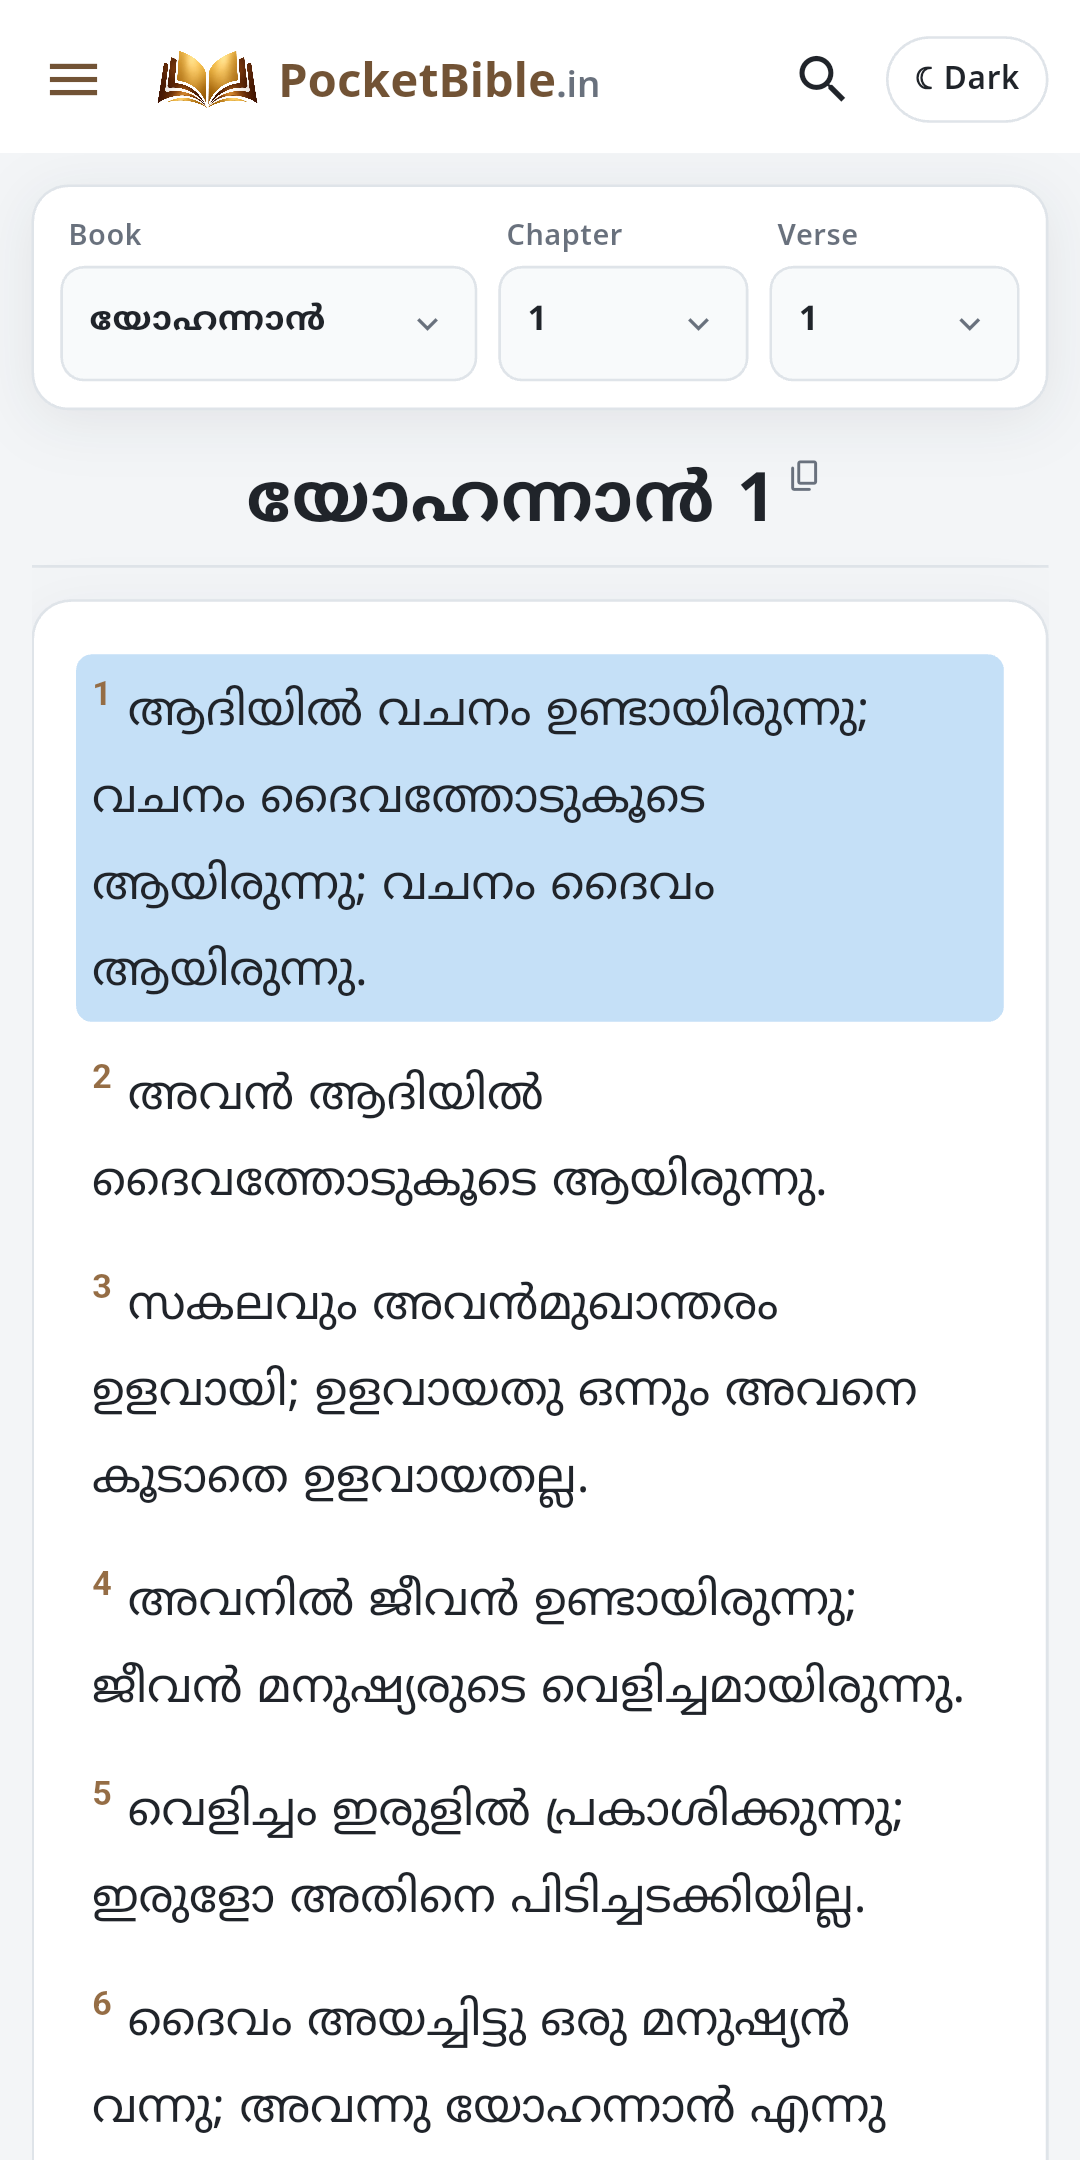 PocketBible.in
☾ Dark
Book
Chapter
Verse
യോഹന്നാൻ
1
1
യോഹന്നാൻ 1
1 ആദിയിൽ വചനം ഉണ്ടായിരുന്നു;
വചനം ദൈവത്തോടുകൂടെ
ആയിരുന്നു; വചനം ദൈവം
ആയിരുന്നു.
2 അവൻ ആദിയിൽ
ദൈവത്തോടുകൂടെ ആയിരുന്നു.
3 സകലവും അവൻമുഖാന്തരം
ഉളവായി; ഉളവായതു ഒന്നും അവനെ
കൂടാതെ ഉളവായതല്ല.
4 അവനിൽ ജീവൻ ഉണ്ടായിരുന്നു;
ജീവൻ മനുഷ്യരുടെ വെളിച്ചമായിരുന്നു.
5 വെളിച്ചം ഇരുളിൽ പ്രകാശിക്കുന്നു;
ഇരുളോ അതിനെ പിടിച്ചടക്കിയില്ല.
6 ദൈവം അയച്ചിട്ടു ഒരു മനുഷ്യൻ
വന്നു; അവന്നു യോഹന്നാൻ എന്നു